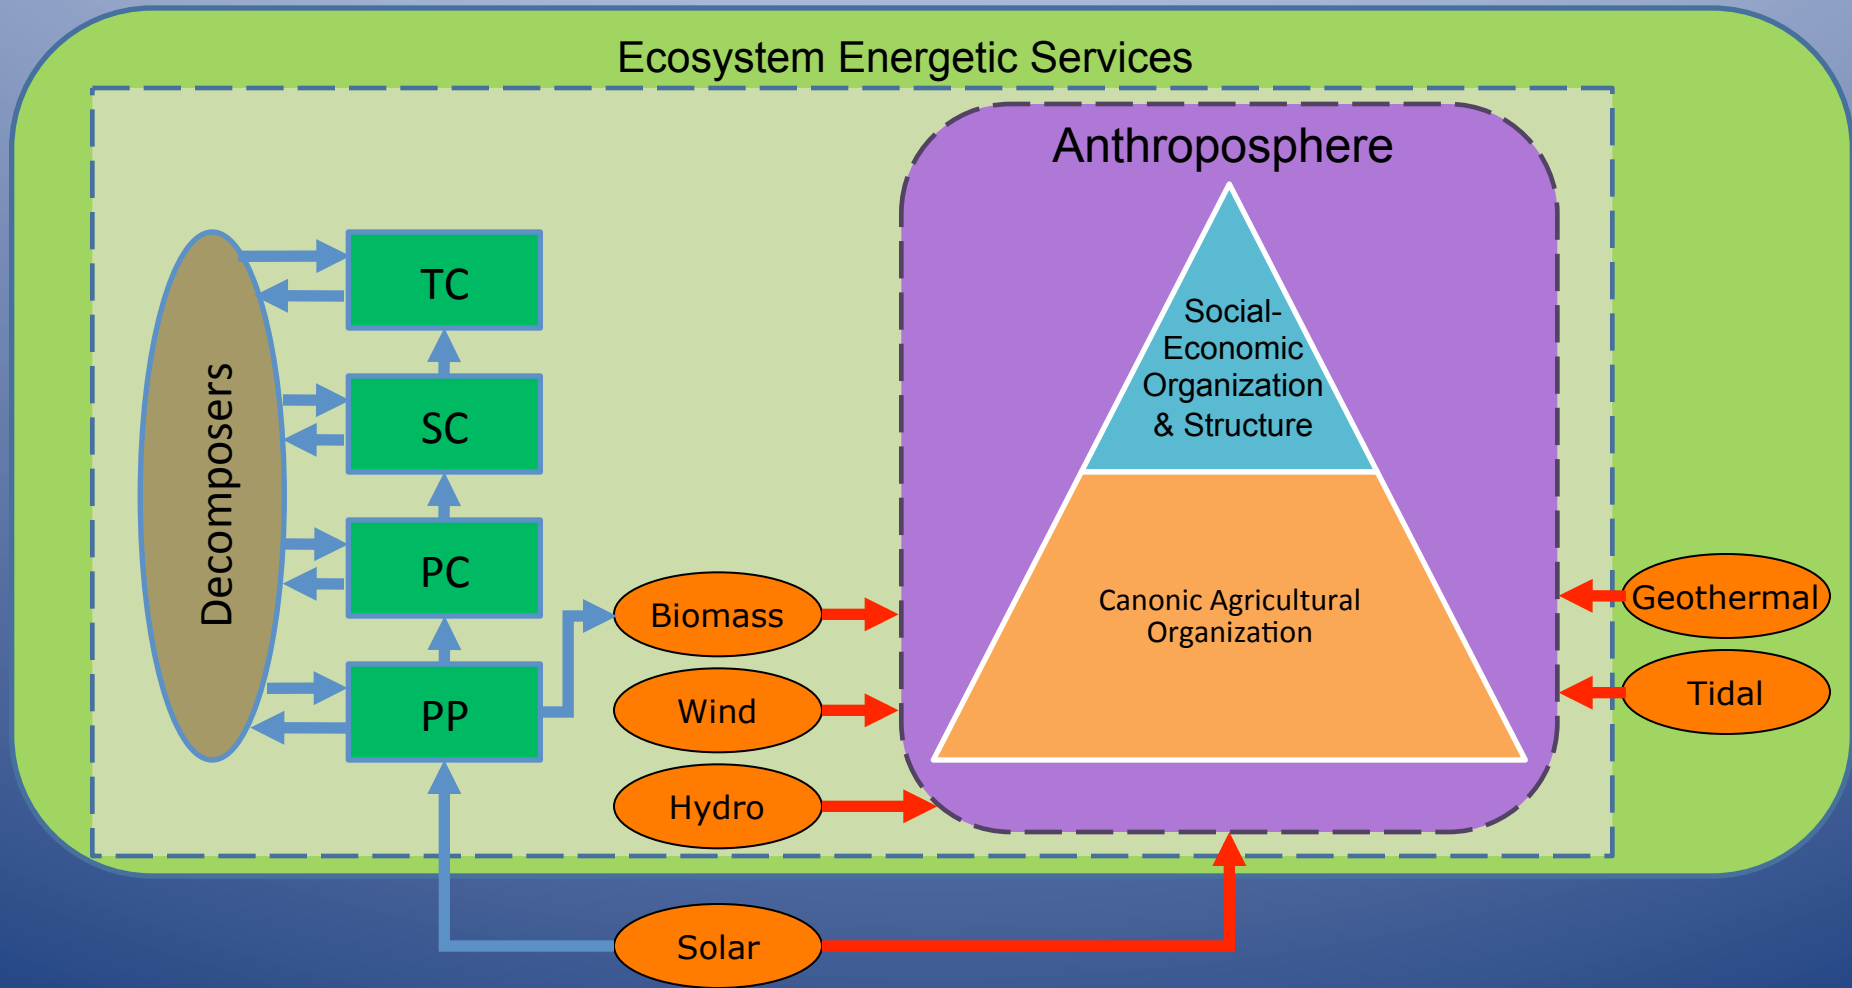 Ecosystem Energetic Services
Anthroposphere
Decomposers
TC
SC
PC
PP
Social-
Economic
Organization
& Structure
Canonic Agricultural
Organization
Biomass
Wind
Hydro
Solar
Geothermal
Tidal